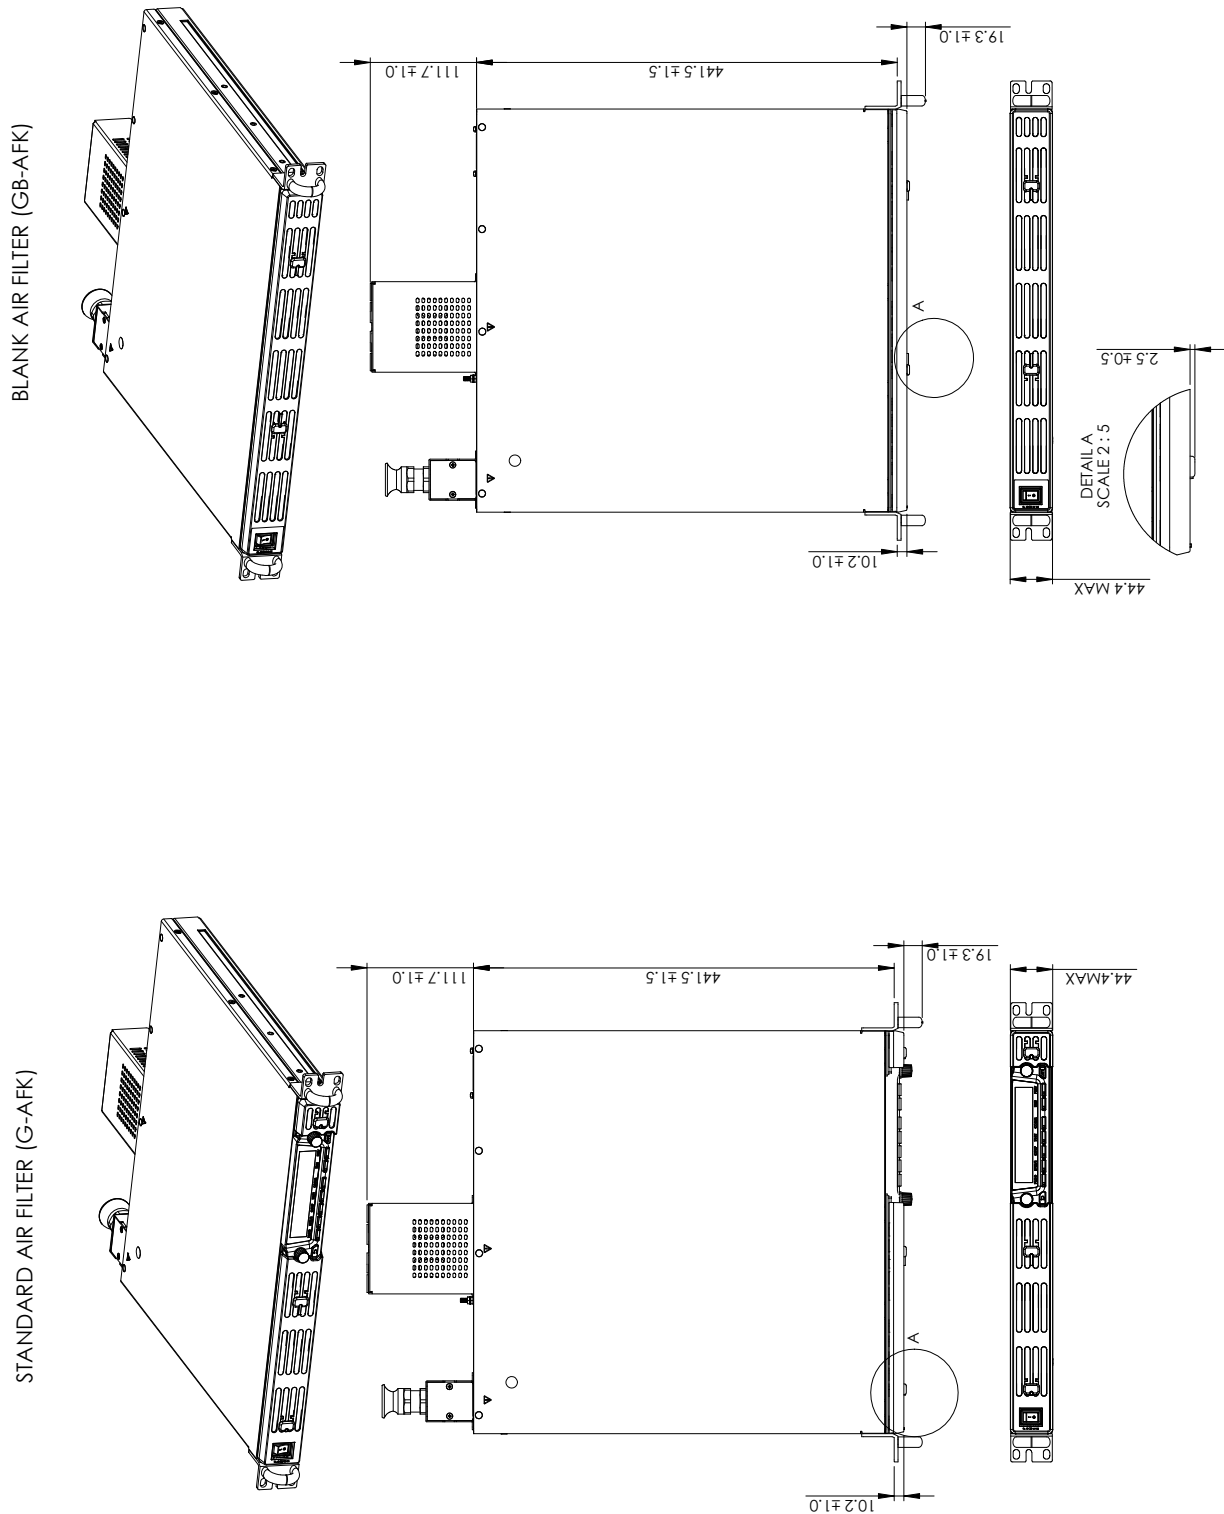 BLANK AIR FILTER (GB-AFK)
111.7±1.0
441.5±1.5
19.3±1.0
A
10.2±1.0
44.4 MAX
DETAIL A
SCALE 2 : 5
2.5 ±0.5
STANDARD AIR FILTER (G-AFK)
111.7±1.0
441.5±1.5
19.3±1.0
A
10.2±1.0
44.4MAX